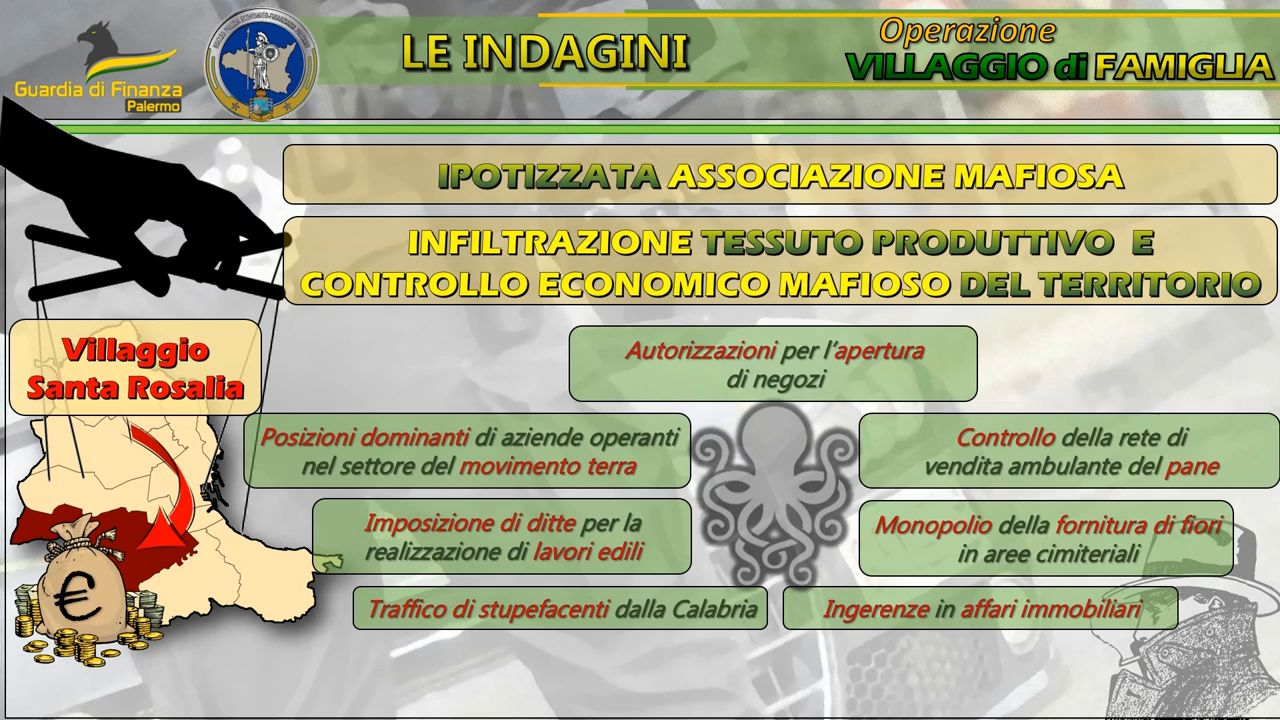 Guardia di Finanza
Palermo
LE INDAGINI
Operazione
VILLAGGIO di FAMIGLIA
IPOTIZZATA ASSOCIAZIONE MAFIOSA
INFILTRAZIONE TESSUTO PRODUTTIVO E
CONTROLLO ECONOMICO MAFIOSO DEL TERRITORIO
Villaggio
Santa Rosalia
Autorizzazioni per l'apertura
di negozi
Posizioni dominanti di aziende operanti
nel settore del movimento terra
Controllo della rete di
vendita ambulante del pane
Imposizione di ditte per la
realizzazione di lavori edili
Monopolio della fornitura di fiori
in aree cimiteriali
Traffico di stupefacenti dalla Calabria
Ingerenze in affari immobiliari
€